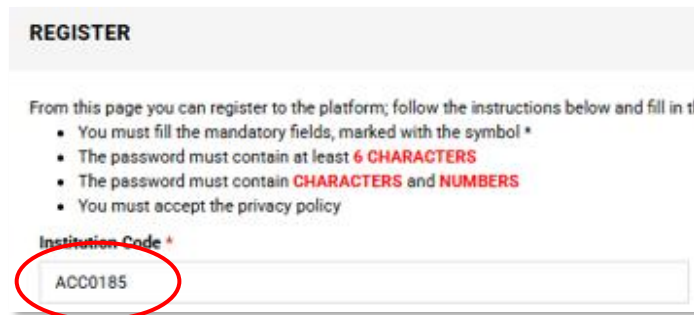 REGISTER
From this page you can register to the platform; follow the instructions below and fill in
• You must fill the mandatory fields, marked with the symbol *
• The password must contain at least 6 CHARACTERS
• The password must contain CHARACTERS and NUMBERS
• You must accept the privacy policy
Institution Code *
ACC0185